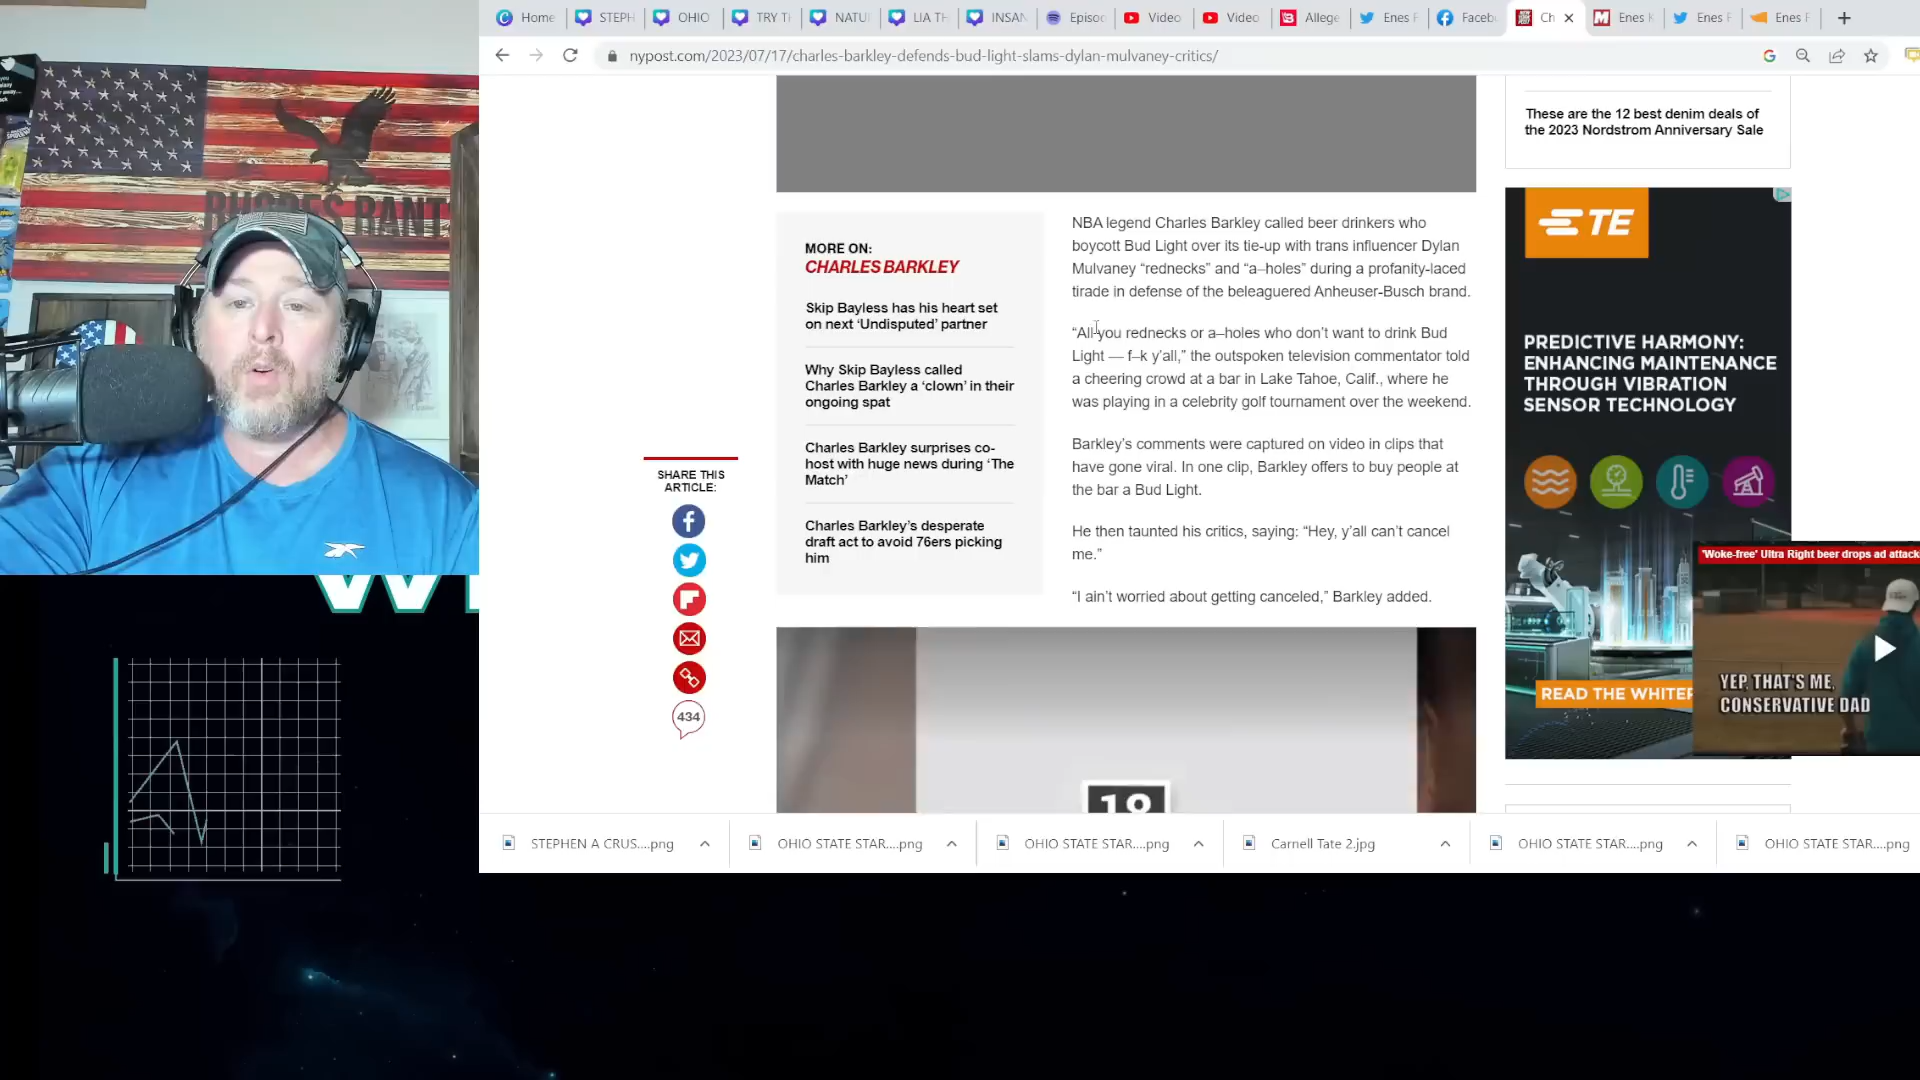 Home
STEPH
OHIO
TRY TH
NATU
LIA TH
INSAN
Episod
Video
Video
Allege
Enes F
Facebo
Ch
Enes K
Enes F
Enes F
nypost.com/2023/07/17/charles-barkley-defends-bud-light-slams-dylan-mulvaney-critics/
These are the 12 best denim deals of
the 2023 Nordstrom Anniversary Sale
RHODES RANT
MORE ON:
CHARLES BARKLEY
Skip Bayless has his heart set
on next ‘Undisputed’ partner
Why Skip Bayless called
Charles Barkley a ‘clown’ in their
ongoing spat
Charles Barkley surprises co-
host with huge news during ‘The
Match’
Charles Barkley’s desperate
draft act to avoid 76ers picking
him
SHARE THIS
ARTICLE:
434
NBA legend Charles Barkley called beer drinkers who
boycott Bud Light over its tie-up with trans influencer Dylan
Mulvaney “rednecks” and “a–holes” during a profanity-laced
tirade in defense of the beleaguered Anheuser-Busch brand.
“All you rednecks or a–holes who don’t want to drink Bud
Light — f–k y’all,” the outspoken television commentator told
a cheering crowd at a bar in Lake Tahoe, Calif., where he
was playing in a celebrity golf tournament over the weekend.
Barkley’s comments were captured on video in clips that
have gone viral. In one clip, Barkley offers to buy people at
the bar a Bud Light.
He then taunted his critics, saying: “Hey, y’all can’t cancel
me.”
“I ain’t worried about getting canceled,” Barkley added.
18
TE
PREDICTIVE HARMONY:
ENHANCING MAINTENANCE
THROUGH VIBRATION
SENSOR TECHNOLOGY
READ THE WHITEP
'Woke-free' Ultra Right beer drops ad attack
YEP, THAT'S ME,
CONSERVATIVE DAD
STEPHEN A CRUS....png
OHIO STATE STAR....png
OHIO STATE STAR....png
Carnell Tate 2.jpg
OHIO STATE STAR....png
OHIO STATE STAR....png